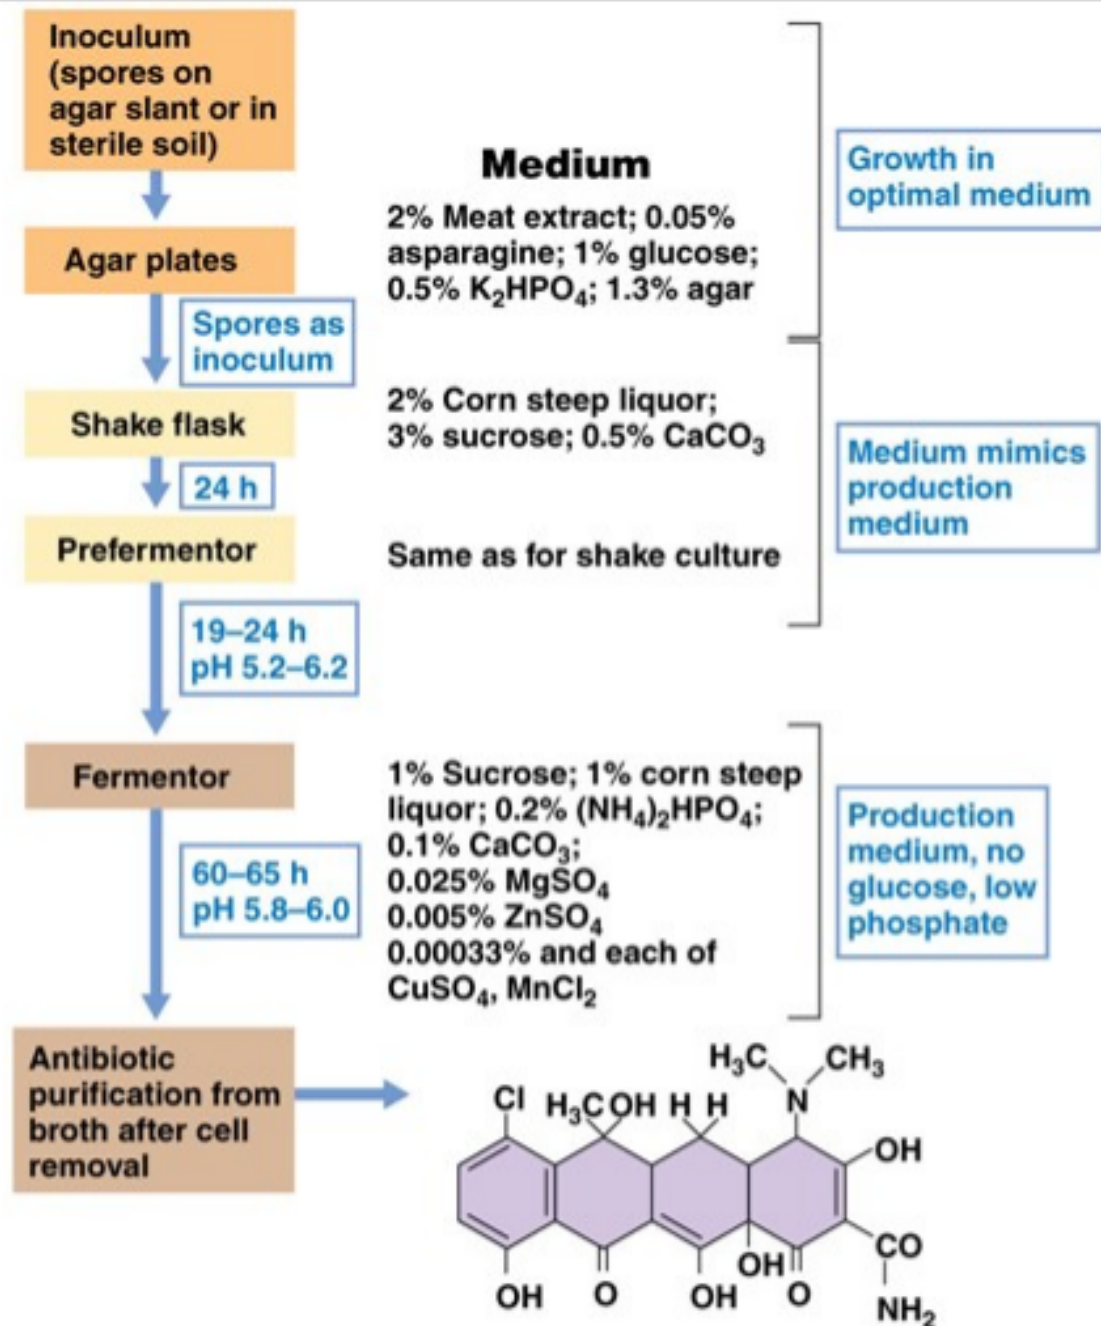 Inoculum
(spores on
agar slant or in
sterile soil)
Medium
Growth in
optimal medium
2% Meat extract; 0.05%
asparagine; 1% glucose;
0.5% K₂HPO₄; 1.3% agar
Agar plates
Spores as
inoculum
Shake flask
2% Corn steep liquor;
3% sucrose; 0.5% CaCO₃
Medium mimics
production
medium
24 h
Prefermentor
Same as for shake culture
19–24 h
pH 5.2–6.2
Fermentor
1% Sucrose; 1% corn steep
liquor; 0.2% (NH₄)₂HPO₄;
0.1% CaCO₃;
0.025% MgSO₄
0.005% ZnSO₄
0.00033% and each of
CuSO₄, MnCl₂
Production
medium, no
glucose, low
phosphate
60–65 h
pH 5.8–6.0
Antibiotic
purification from
broth after cell
removal
H₃C CH₃
Cl H₃C OH H H N
OH
OH O OH OH O CO
NH₂